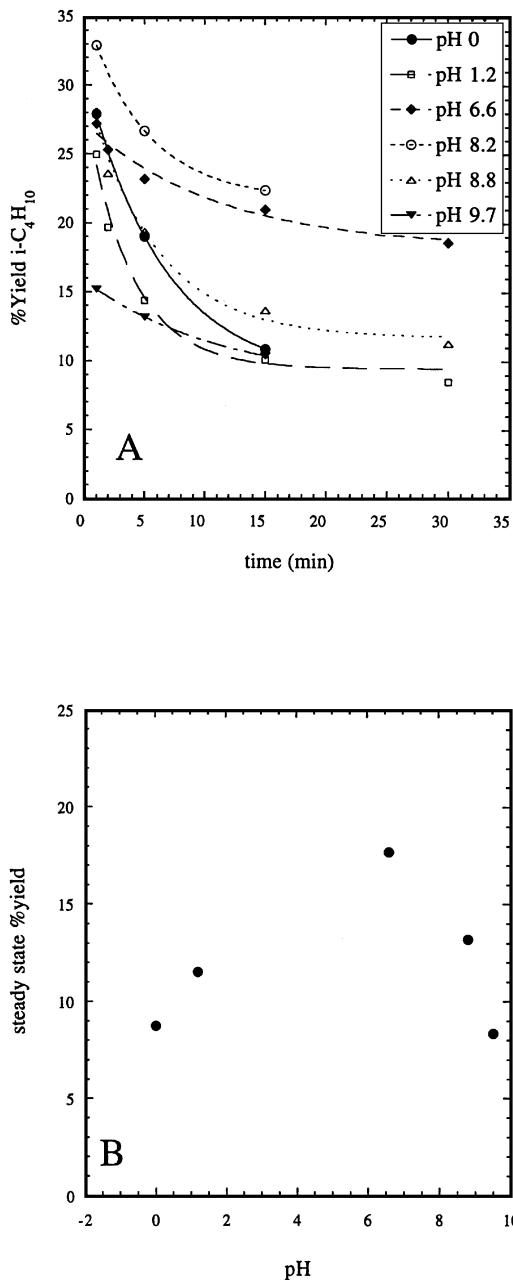 35
30
25
20
15
10
5
0
%Yield i-C4H10
pH 0
pH 1.2
pH 6.6
pH 8.2
pH 8.8
pH 9.7
A
0 5 10 15 20 25 30 35
time (min)
25
20
15
10
5
0
steady state %yield
B
-2 0 2 4 6 8 10
pH